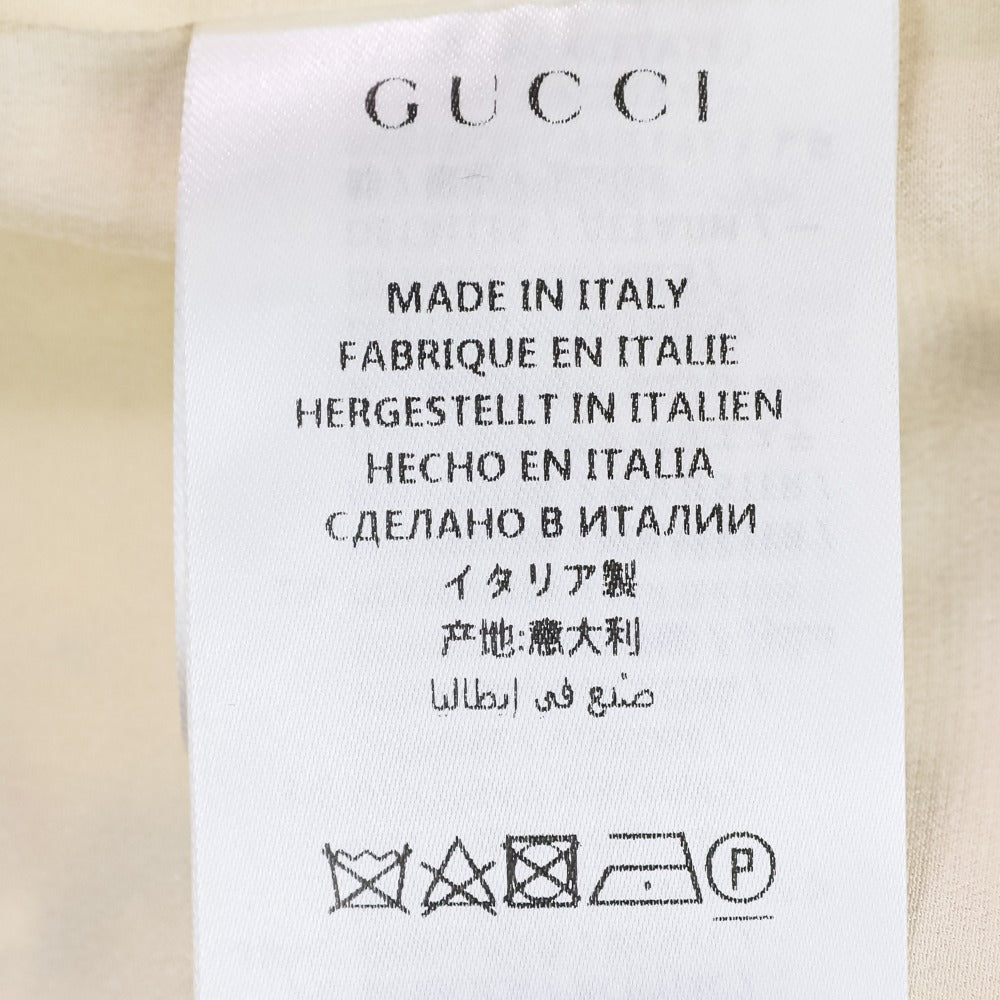 GUCCI
MADE IN ITALY
FABRIQUE EN ITALIE
HERGESTELLT IN ITALIEN
HECHO EN ITALIA
СДЕЛАНО В ИТАЛИИ
イタリア製
产地:意大利
صنع في إيطاليا
P